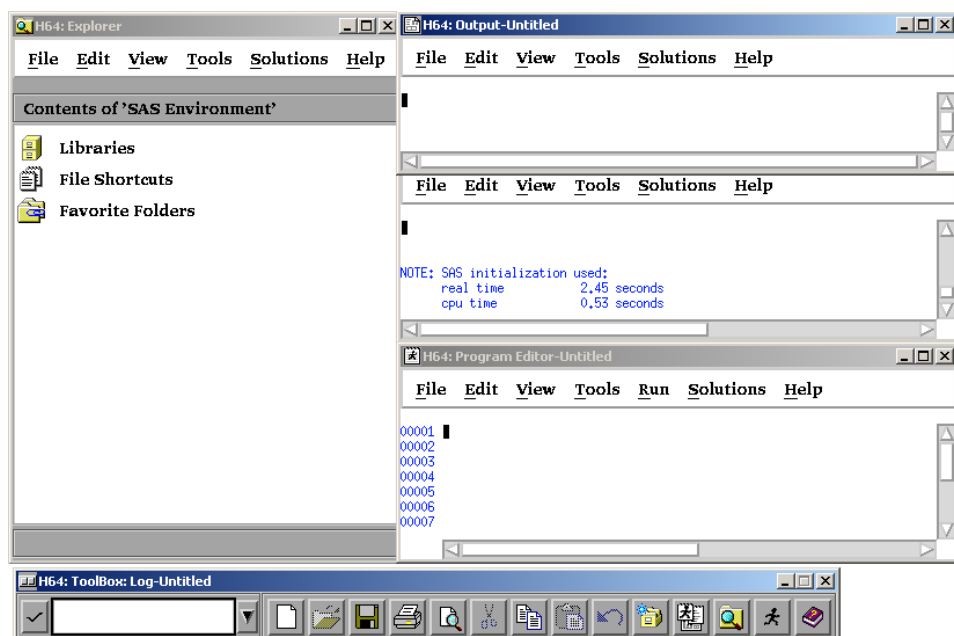 H64: Explorer
File Edit View Tools Solutions Help
Contents of 'SAS Environment'
Libraries
File Shortcuts
Favorite Folders
H64: Output-Untitled
File Edit View Tools Solutions Help
File Edit View Tools Solutions Help
NOTE: SAS initialization used:
real time 2.45 seconds
cpu time 0.53 seconds
H64: Program Editor-Untitled
File Edit View Tools Run Solutions Help
00001
00002
00003
00004
00005
00006
00007
H64: ToolBox: Log-Untitled